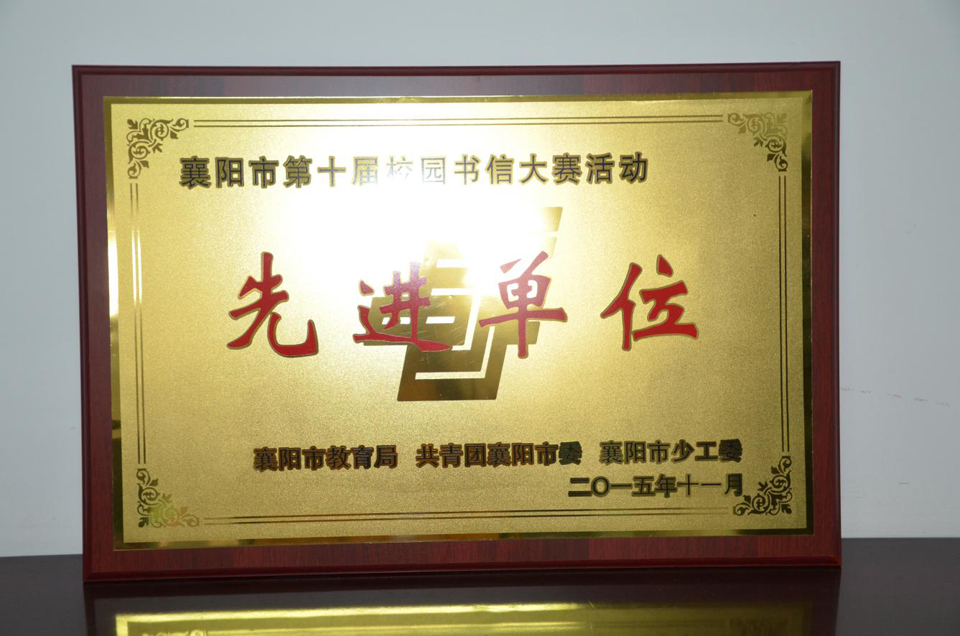 襄阳市第十届校园书信大赛活动
先进单位
襄阳市教育局 共青团襄阳市委 襄阳市少工委
二〇一五年十一月